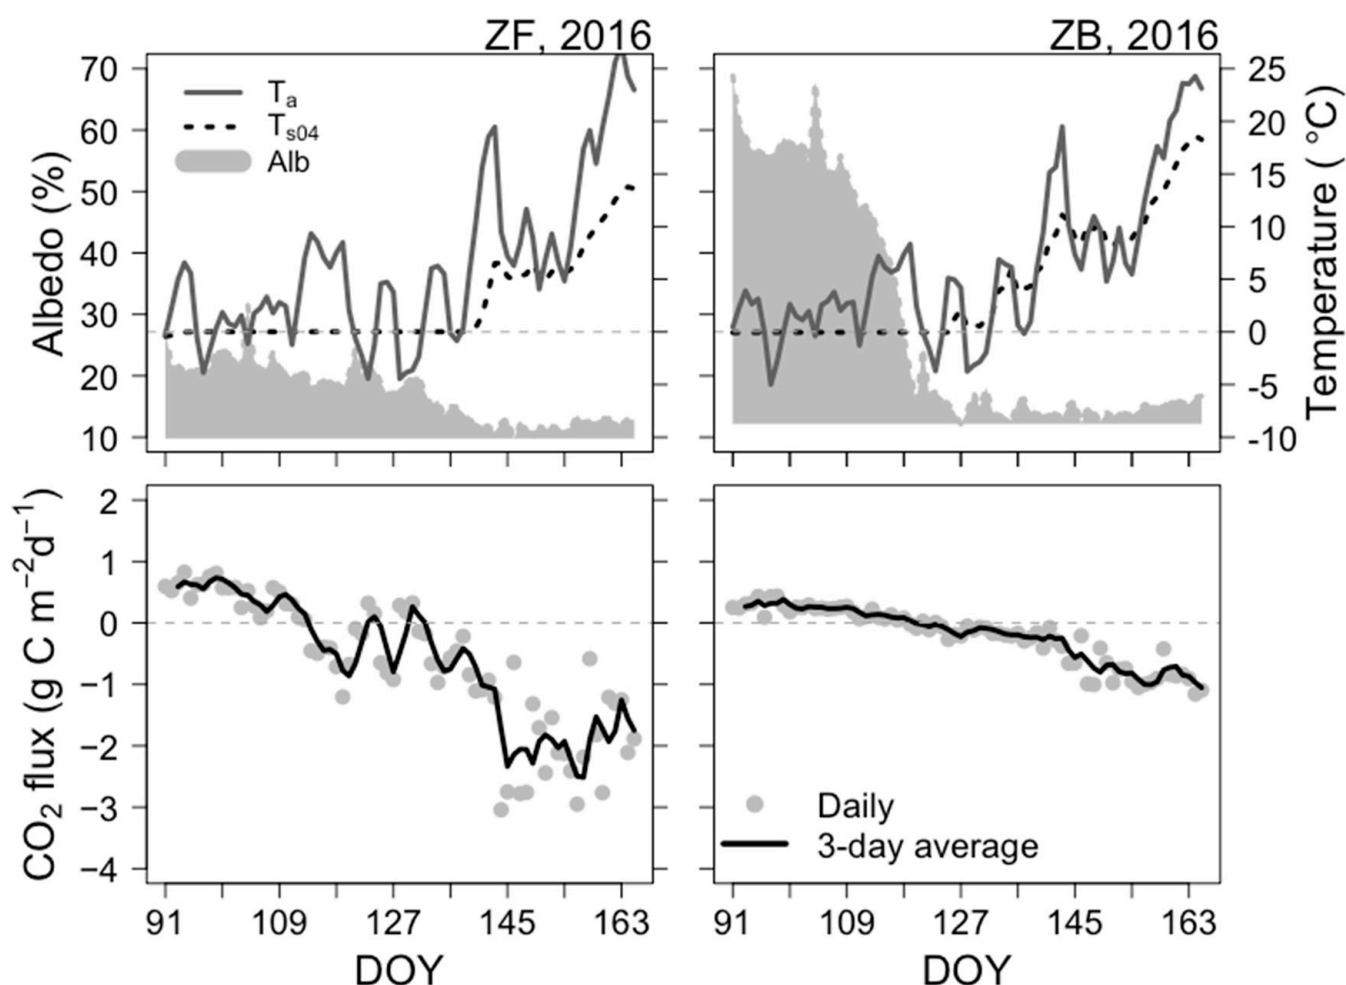 ZF, 2016
ZB, 2016
Albedo (%)
70
60
50
40
30
20
10
Ta
Ts04
Alb
25
20
15
10
5
0
-5
-10
Temperature ( °C)
CO2 flux (g C m−2d−1)
2
1
0
−1
−2
−3
−4
Daily
3-day average
91 109 127 145 163
91 109 127 145 163
DOY
DOY